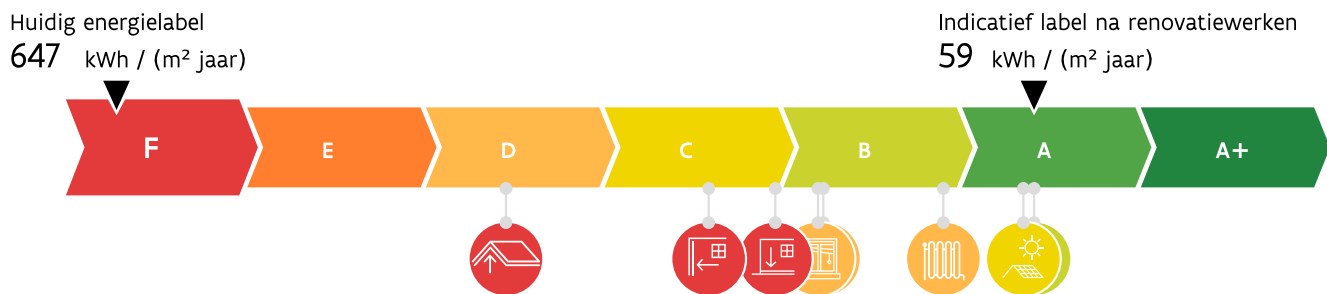 Huidig energielabel
647 kWh / (m² jaar)
Indicatief label na renovatiewerken
59 kWh / (m² jaar)
F E D C B A A+